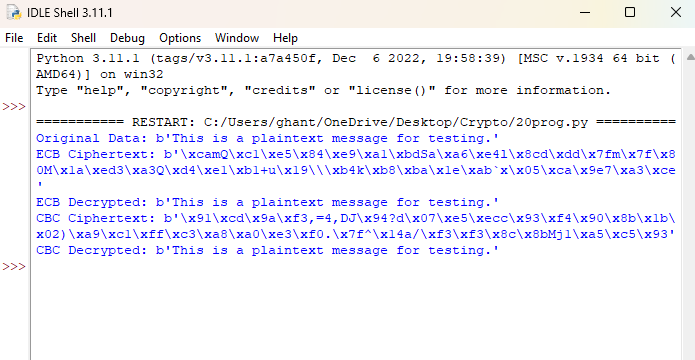 IDLE Shell 3.11.1
File Edit Shell Debug Options Window Help
Python 3.11.1 (tags/v3.11.1:a7a450f, Dec  6 2022, 19:58:39) [MSC v.1934 64 bit (
AMD64)] on win32
Type "help", "copyright", "credits" or "license()" for more information.
>>>
=========== RESTART: C:/Users/ghant/OneDrive/Desktop/Crypto/20prog.py ==========
Original Data: b'This is a plaintext message for testing.'
ECB Ciphertext: b'\xcamQ\xc1\xe5\x84\xe9\xa1\xbdSa\xa6\xe4l\x8cd\xdd\x7fm\x7f\x8
0M\x1a\xed3\xa3Q\xd4\xe1\xb1+u\x19\\\xb4k\xb8\xba\x1e\xab`x\x05\xca\x9e7\xa3\xce
'
ECB Decrypted: b'This is a plaintext message for testing.'
CBC Ciphertext: b'\x91\xcd\x9a\xf3,=4,DJ\x94?d\x07\xe5\xecc\x93\xf4\x90\x8b\x1b\
x02)\xa9\xc1\xff\xc3\xa8\xa0\xe3\xf0.\x7f^\x14a/\xf3\xf3\x8c\x8bMj1\xa5\xc5\x93'
CBC Decrypted: b'This is a plaintext message for testing.'
>>>